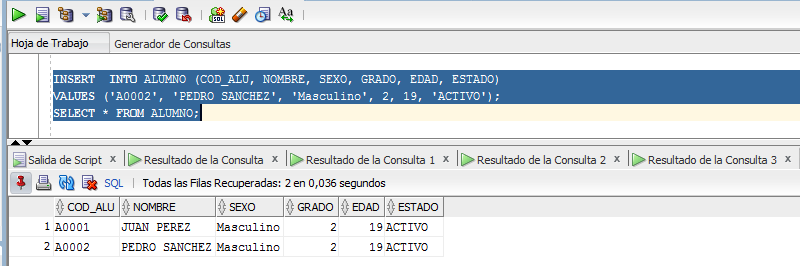 SQL
Aa
Hoja de Trabajo Generador de Consultas
INSERT  INTO ALUMNO (COD_ALU, NOMBRE, SEXO, GRADO, EDAD, ESTADO)
VALUES ('A0002', 'PEDRO SANCHEZ', 'Masculino', 2, 19, 'ACTIVO');
SELECT * FROM ALUMNO;
Salida de Script x Resultado de la Consulta x Resultado de la Consulta 1 x Resultado de la Consulta 2 x Resultado de la Consulta 3 x
SQL | Todas las Filas Recuperadas: 2 en 0,036 segundos
COD_ALU NOMBRE SEXO GRADO EDAD ESTADO
1 A0001 JUAN PEREZ Masculino 2 19 ACTIVO
2 A0002 PEDRO SANCHEZ Masculino 2 19 ACTIVO